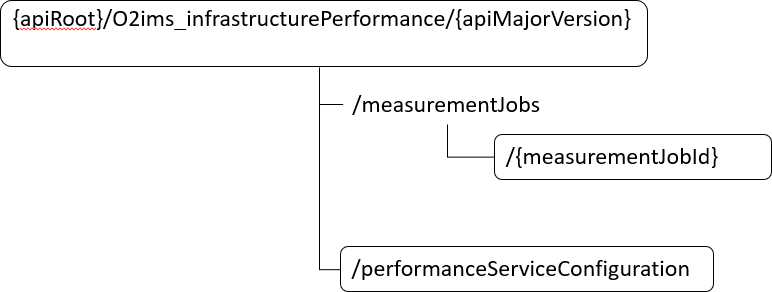 {apiRoot}/O2ims_infrastructurePerformance/{apiMajorVersion}
/measurementJobs
/{measurementJobId}
/performanceServiceConfiguration